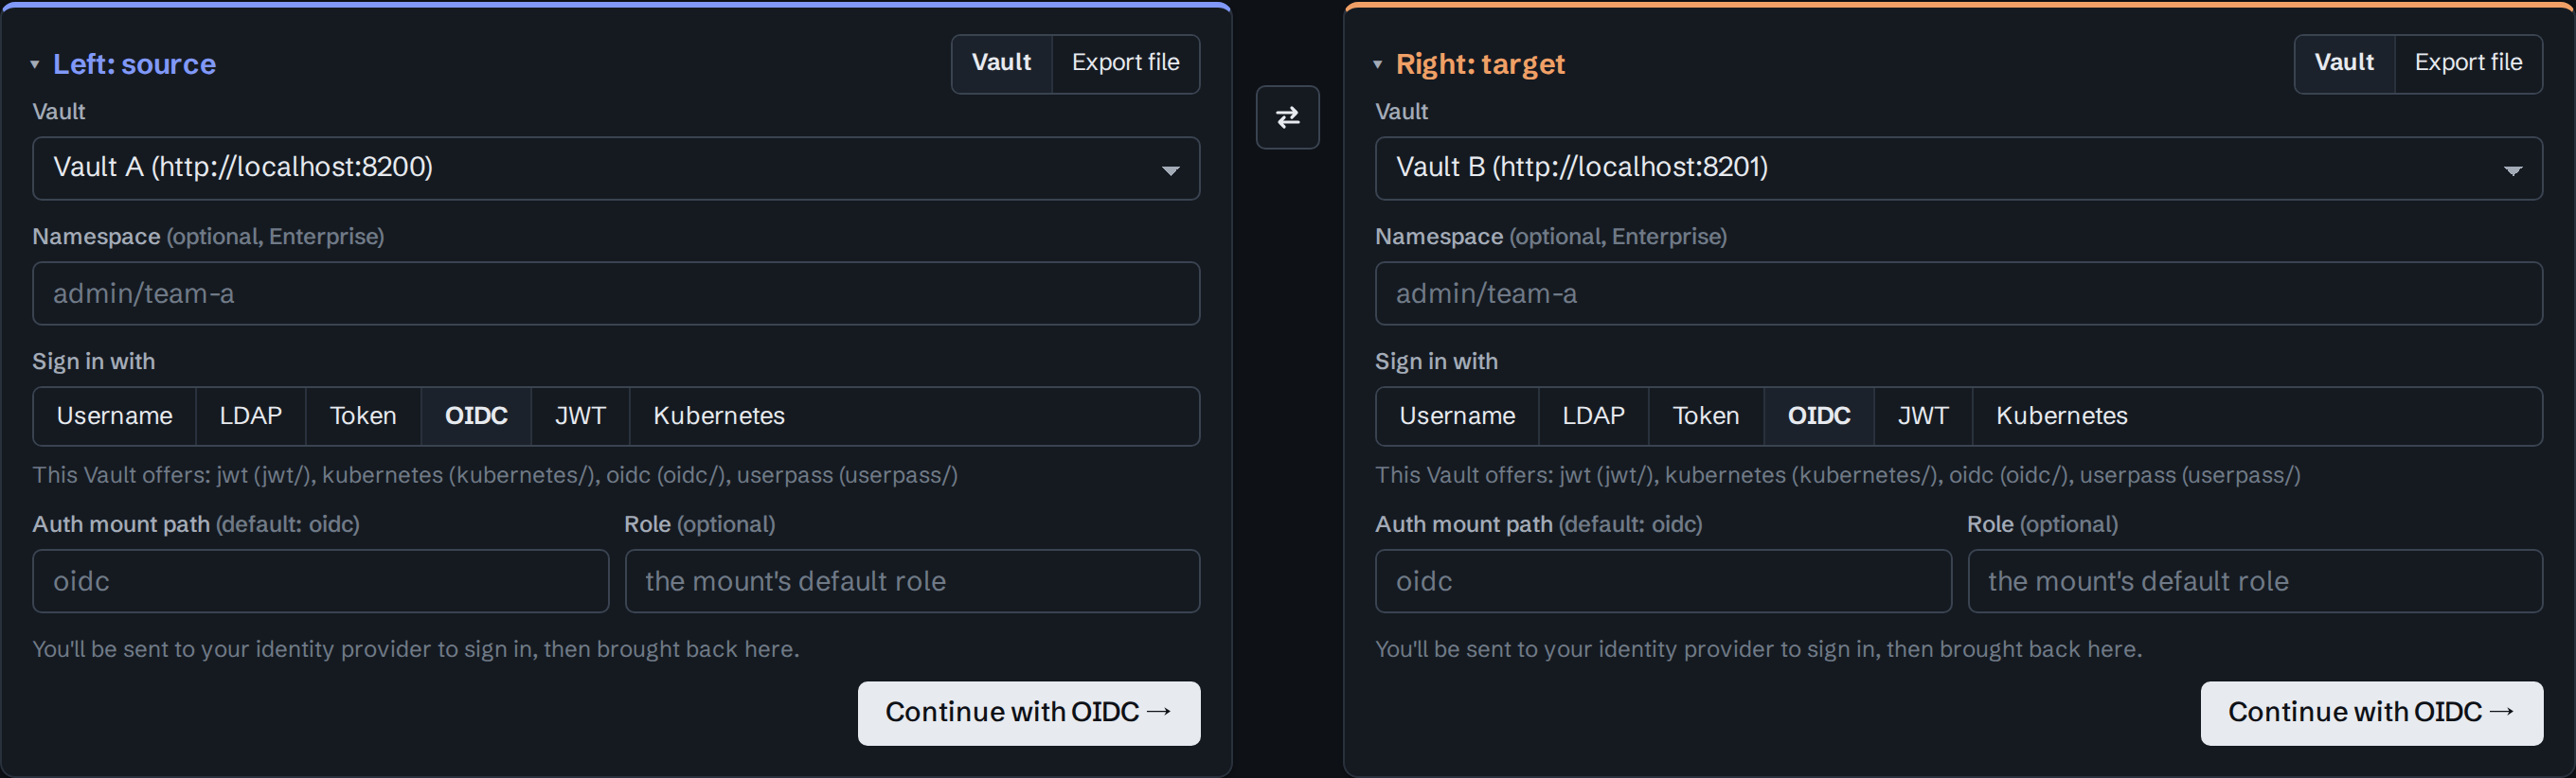 Left: source
Vault
Export file
Vault
Vault A (http://localhost:8200)
Namespace (optional, Enterprise)
admin/team-a
Sign in with
Username LDAP Token OIDC JWT Kubernetes
This Vault offers: jwt (jwt/), kubernetes (kubernetes/), oidc (oidc/), userpass (userpass/)
Auth mount path (default: oidc)
Role (optional)
oidc
the mount's default role
You'll be sent to your identity provider to sign in, then brought back here.
Continue with OIDC →
⇄
Right: target
Vault
Export file
Vault
Vault B (http://localhost:8201)
Namespace (optional, Enterprise)
admin/team-a
Sign in with
Username LDAP Token OIDC JWT Kubernetes
This Vault offers: jwt (jwt/), kubernetes (kubernetes/), oidc (oidc/), userpass (userpass/)
Auth mount path (default: oidc)
Role (optional)
oidc
the mount's default role
You'll be sent to your identity provider to sign in, then brought back here.
Continue with OIDC →